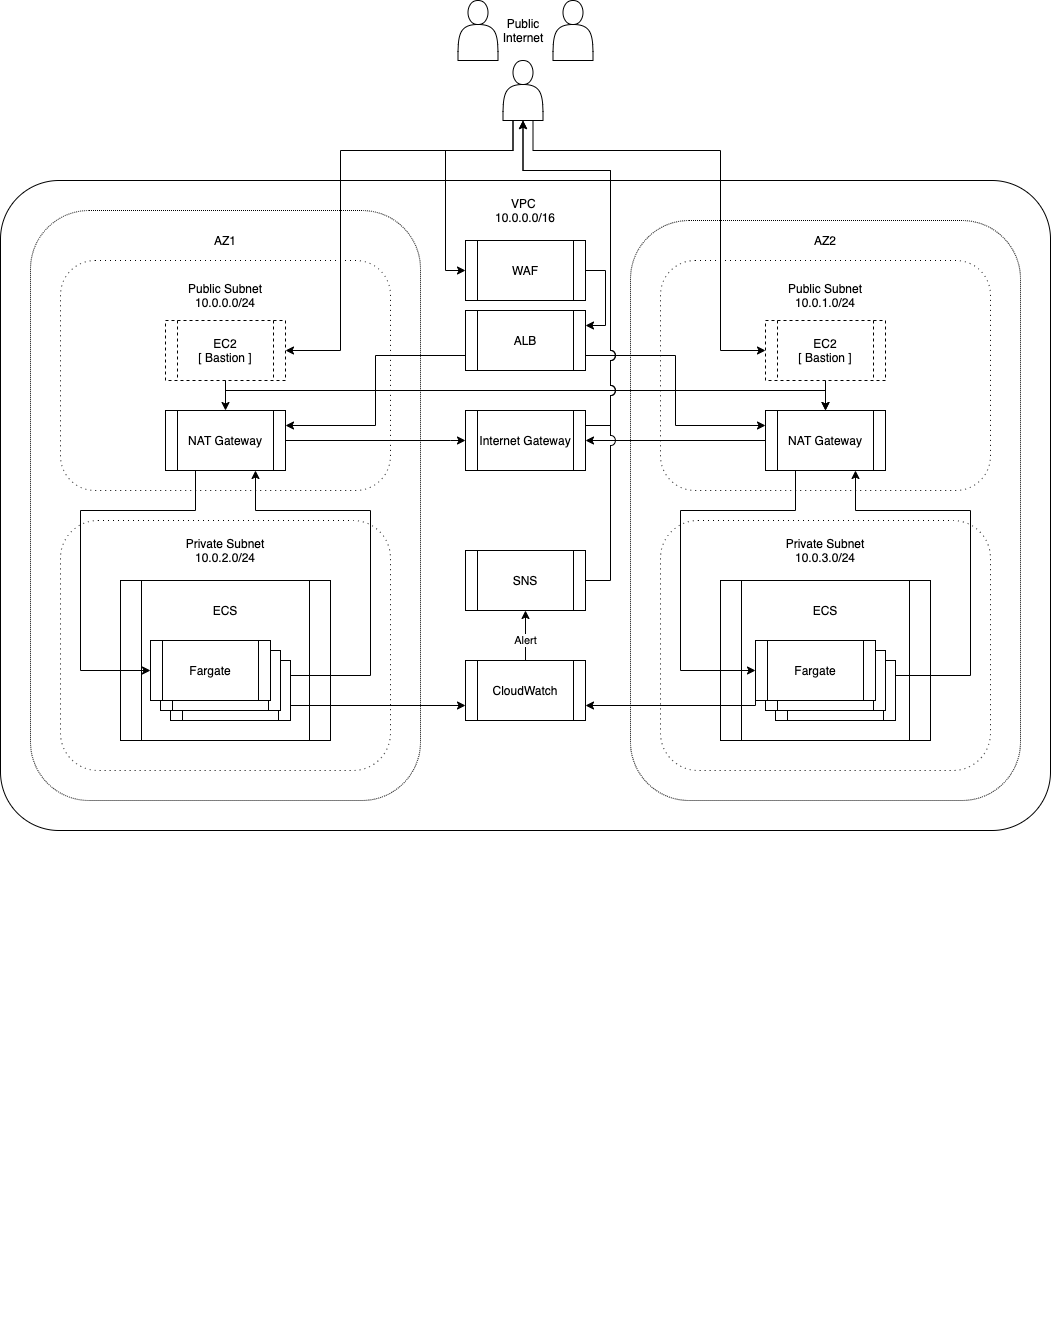 Public
Internet
VPC
10.0.0.0/16
AZ1
AZ2
WAF
Public Subnet
10.0.0.0/24
Public Subnet
10.0.1.0/24
EC2
[ Bastion ]
ALB
EC2
[ Bastion ]
NAT Gateway
Internet Gateway
NAT Gateway
Private Subnet
10.0.2.0/24
Private Subnet
10.0.3.0/24
SNS
ECS
ECS
Alert
Fargate
Fargate
CloudWatch